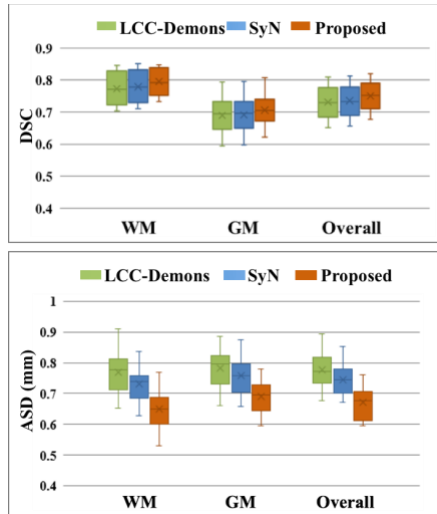 LCC-Demons SyN Proposed
0.9
0.8
0.7
0.6
0.5
0.4
DSC
WM GM Overall
LCC-Demons SyN Proposed
1
0.9
0.8
0.7
0.6
0.5
0.4
ASD (mm)
WM GM Overall